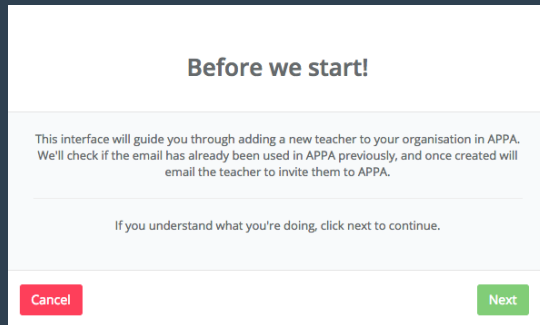 Before we start!
This interface will guide you through adding a new teacher to your organisation in APPA.
We'll check if the email has already been used in APPA previously, and once created will
email the teacher to invite them to APPA.
If you understand what you're doing, click next to continue.
Cancel
Next